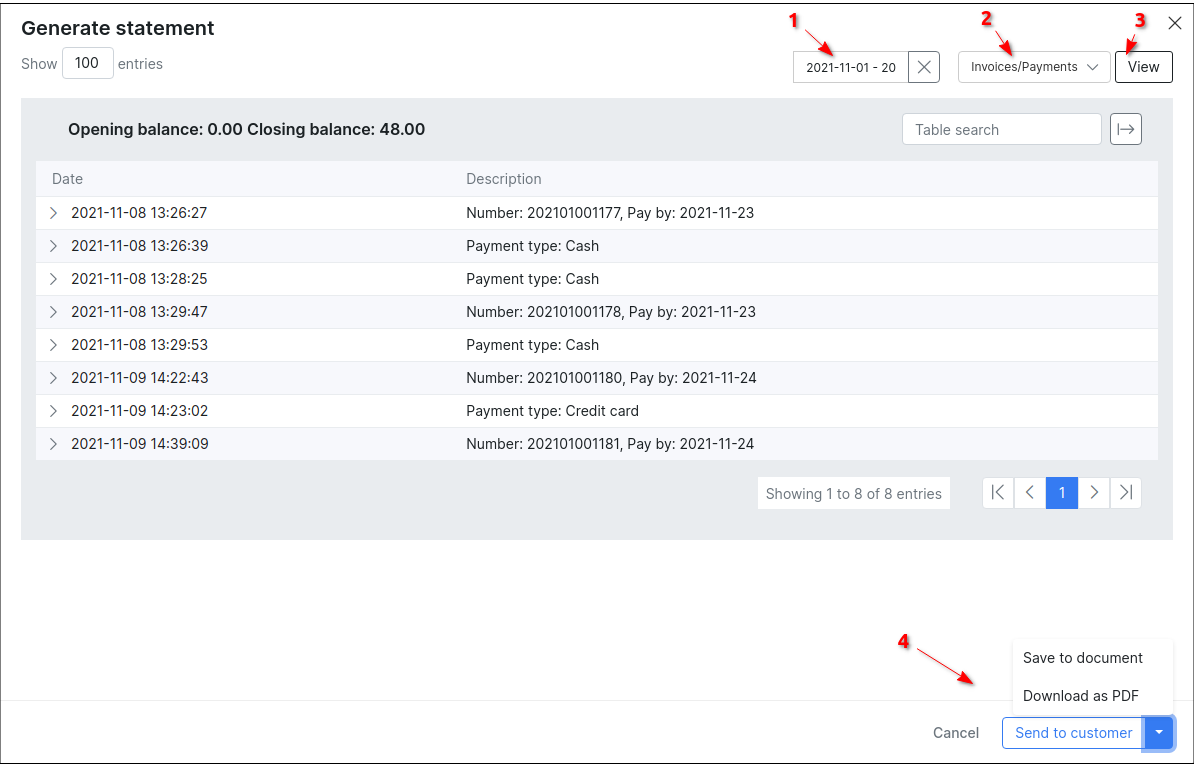 Generate statement
1
2
3
Show 100 entries
2021-11-01 - 20
Invoices/Payments
View
Opening balance: 0.00 Closing balance: 48.00
Table search
Date Description
2021-11-08 13:26:27 Number: 202101001177, Pay by: 2021-11-23
2021-11-08 13:26:39 Payment type: Cash
2021-11-08 13:28:25 Payment type: Cash
2021-11-08 13:29:47 Number: 202101001178, Pay by: 2021-11-23
2021-11-08 13:29:53 Payment type: Cash
2021-11-09 14:22:43 Number: 202101001180, Pay by: 2021-11-24
2021-11-09 14:23:02 Payment type: Credit card
2021-11-09 14:39:09 Number: 202101001181, Pay by: 2021-11-24
Showing 1 to 8 of 8 entries
1
4
Save to document
Download as PDF
Cancel
Send to customer